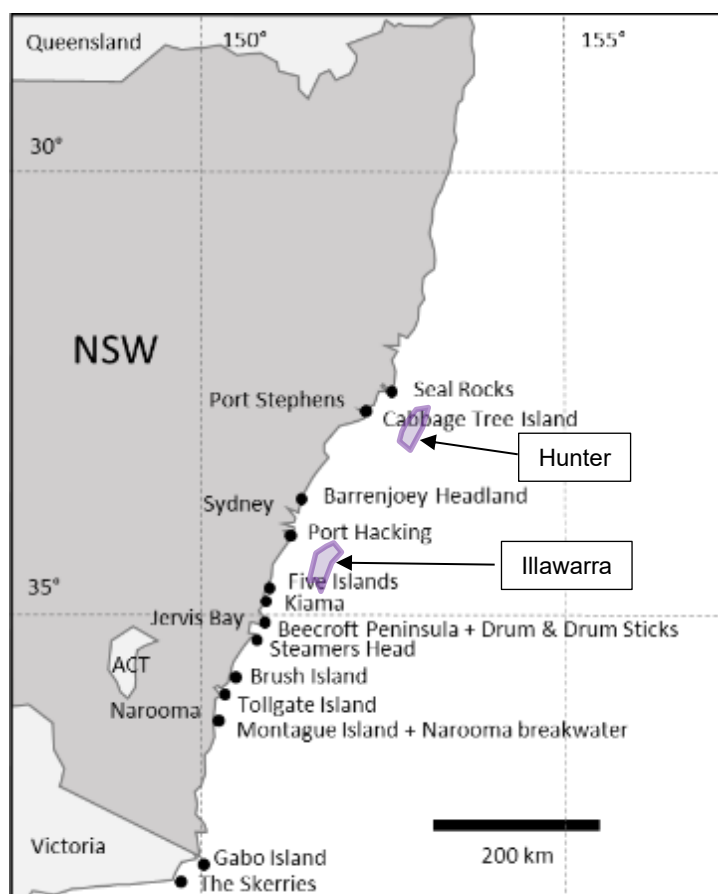 Queensland
150°
155°
30°
NSW
Seal Rocks
Port Stephens
Cabbage Tree Island
Hunter
Barrenjoey Headland
Sydney
Port Hacking
Illawarra
35°
Five Islands
Kiama
Jervis Bay
Beecroft Peninsula + Drum & Drum Sticks
Steamers Head
ACT
Brush Island
Tollgate Island
Narooma
Montague Island + Narooma breakwater
Victoria
200 km
Gabo Island
The Skerries